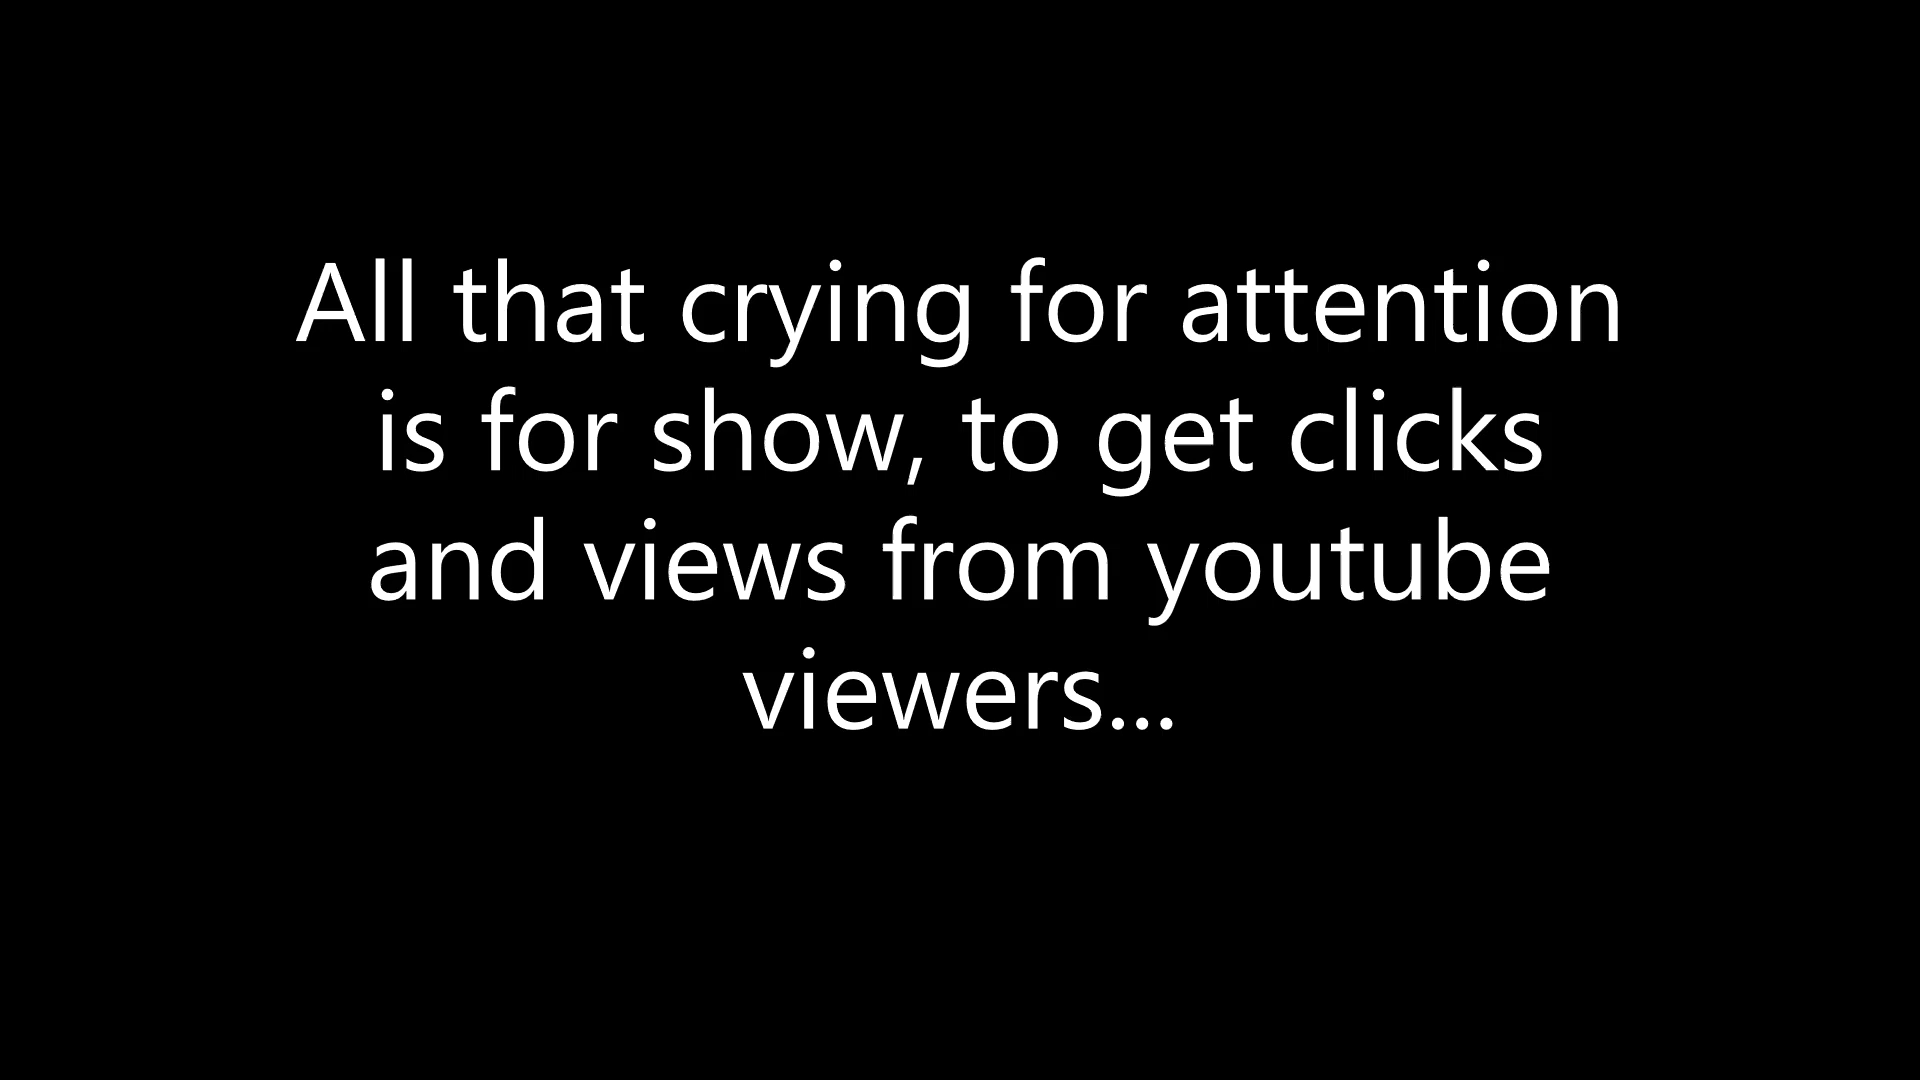 All that crying for attention
is for show, to get clicks
and views from youtube
viewers...